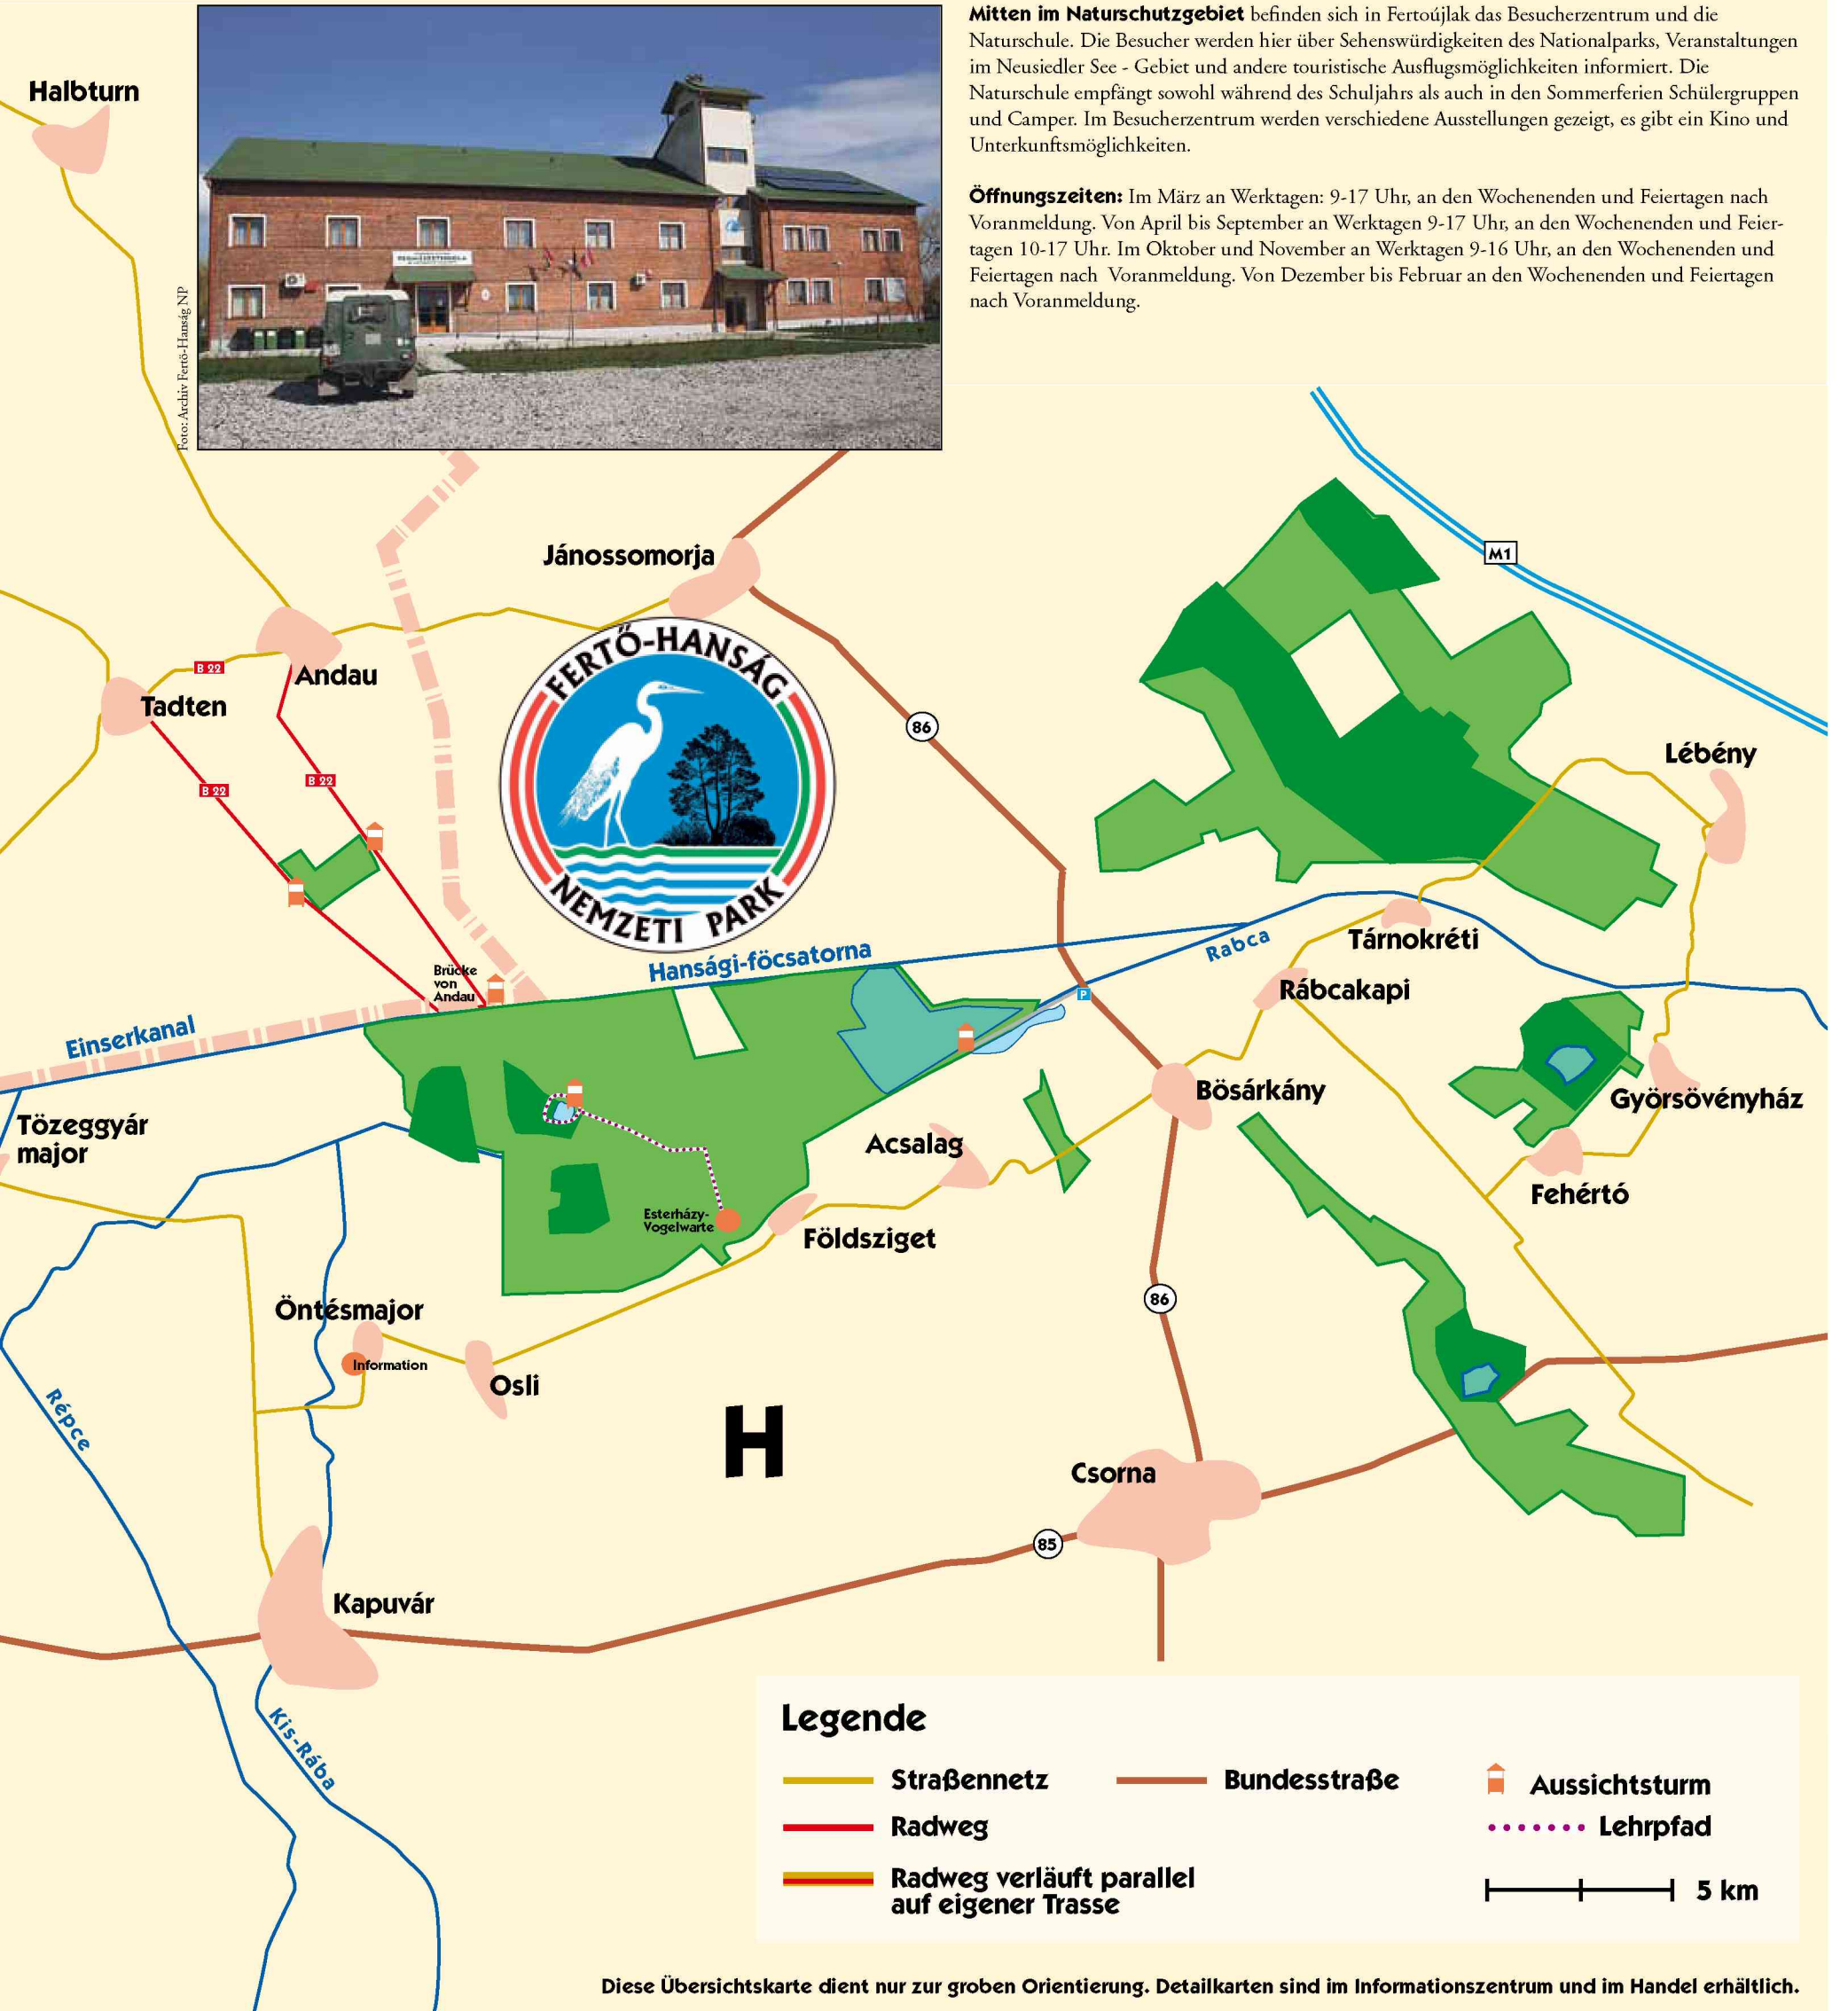 Mitten im Naturschutzgebiet befinden sich in Fertoújlak das Besucherzentrum und die
Naturschule. Die Besucher werden hier über Sehenswürdigkeiten des Nationalparks, Veranstaltungen
im Neusiedler See - Gebiet und andere touristische Ausflugsmöglichkeiten informiert. Die
Naturschule empfängt sowohl während des Schuljahrs als auch in den Sommerferien Schülergruppen
und Camper. Im Besucherzentrum werden verschiedene Ausstellungen gezeigt, es gibt ein Kino und
Unterkunftsmöglichkeiten.
Öffnungszeiten: Im März an Werktagen: 9-17 Uhr, an den Wochenenden und Feiertagen nach
Voranmeldung. Von April bis September an Werktagen 9-17 Uhr, an den Wochenenden und Feier-
tagen 10-17 Uhr. Im Oktober und November an Werktagen 9-16 Uhr, an den Wochenenden und
Feiertagen nach Voranmeldung. Von Dezember bis Februar an den Wochenenden und Feiertagen
nach Voranmeldung.
Foto: Archiv Fertö-Hanság NP
Halbturn
Jánossomorja
M1
Andau
B 22
Tadten
FERTŐ-HANSÁG
NEMZETI PARK
86
B 22
B 22
Lébény
Brücke
von
Andau
Hansági-föcsatorna
Rabca
Tárnokréti
Rábcakapi
Einserkanal
P
Bösárkány
Györsövényház
Tözeggyár
major
Acsalag
Fehértó
Esterházy-
Vogelwarte
Földsziget
86
Öntésmajor
Information
Osli
Répce
H
Csorna
85
Kapuvár
Kis-Rába
Legende
Straßennetz
Bundesstraße
Aussichtsturm
Radweg
Lehrpfad
Radweg verläuft parallel
auf eigener Trasse
5 km
Diese Übersichtskarte dient nur zur groben Orientierung. Detailkarten sind im Informationszentrum und im Handel erhältlich.